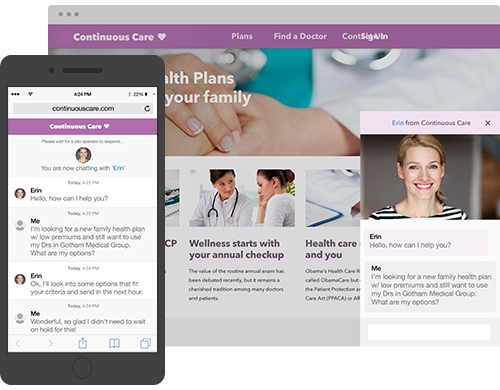 Continuous Care
Plans
Find a Doctor
Sign In
alth Plans
your family
CP
Wellness starts with
your annual checkup
The value of the routine annual exam has
been debated recently, but it remains a
cherished tradition among many doctors
and patients.
Health care
and you
Obama's Health Care R
called ObamaCare but
the Patient Protection a
Care Act (PPACA) or Af
Erin from Continuous Care
Erin
Hello, how can I help you?
Me
I'm looking for a new family health plan
w/ low premiums and still want to use
my Drs in Gotham Medical Group.
What are my options?
4:24 PM
22%
continuouscare.com
Continuous Care
Please wait for a site operator to respond...
You are now chatting with 'Erin'
Today, 4:23 PM
Erin
Hello, how can I help you?
Today, 4:23 PM
Me
I'm looking for a new family health plan
w/ low premiums and still want to use
my Drs in Gotham Medical Group.
What are my options?
Today, 4:24 PM
Erin
Ok, I'll look into some options that fit
your criteria and send in the next hour.
Today, 4:24 PM
Me
Wonderful, so glad I didn't need to wait
on hold for this!